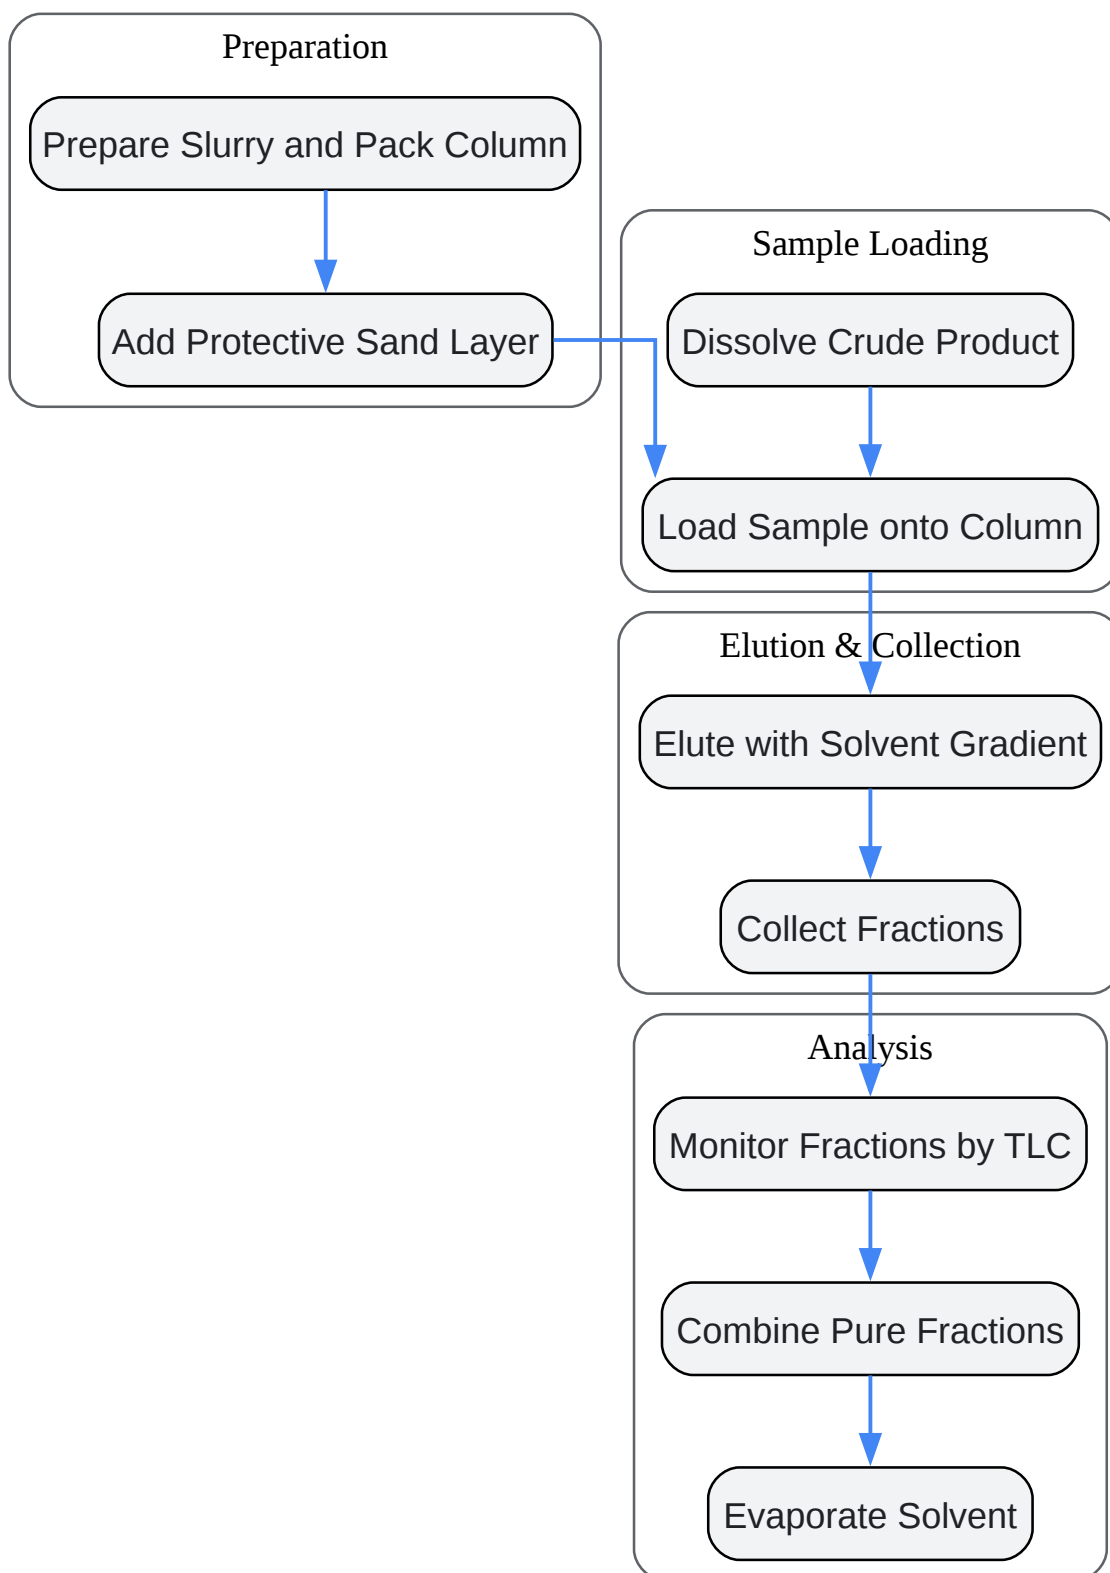 Preparation
Prepare Slurry and Pack Column
Add Protective Sand Layer
Sample Loading
Dissolve Crude Product
Load Sample onto Column
Elution & Collection
Elute with Solvent Gradient
Collect Fractions
Analysis
Monitor Fractions by TLC
Combine Pure Fractions
Evaporate Solvent